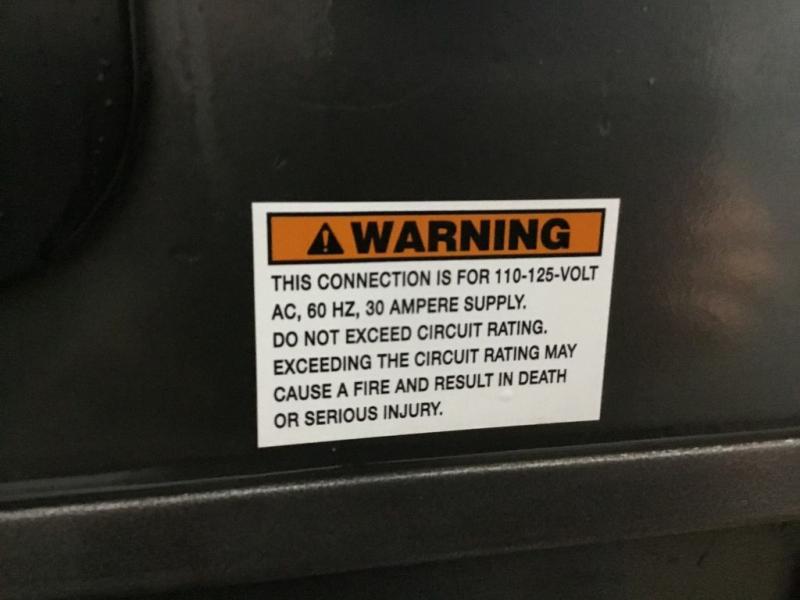 WARNING
THIS CONNECTION IS FOR 110-125-VOLT
AC, 60 HZ, 30 AMPERE SUPPLY.
DO NOT EXCEED CIRCUIT RATING.
EXCEEDING THE CIRCUIT RATING MAY
CAUSE A FIRE AND RESULT IN DEATH
OR SERIOUS INJURY.